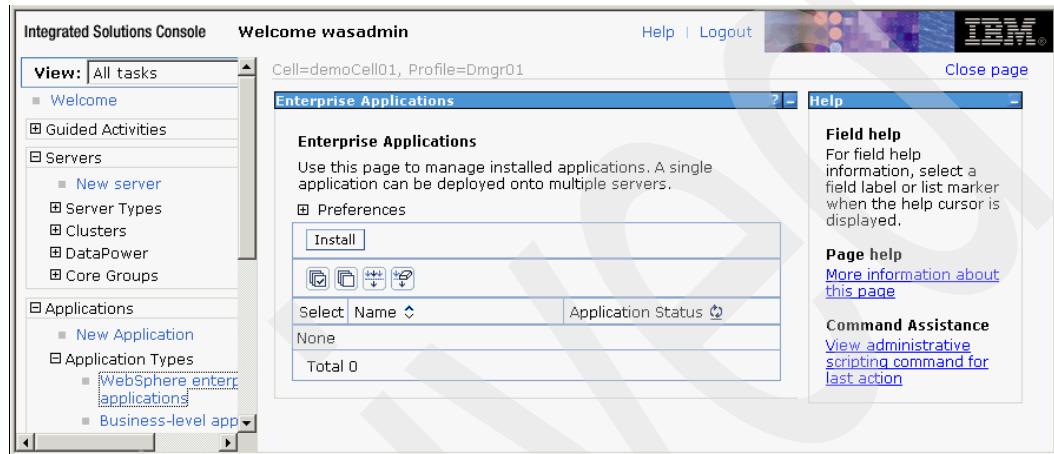 Integrated Solutions Console Welcome wasadmin Help | Logout IBM®
View: All tasks
Welcome
Guided Activities
Servers
New server
Server Types
Clusters
DataPower
Core Groups
Applications
New Application
Application Types
WebSphere enterp
applications
Business-level app
Cell=demoCell01, Profile=Dmgr01
Close page
Enterprise Applications ? -
Enterprise Applications
Use this page to manage installed applications. A single
application can be deployed onto multiple servers.
Preferences
Install
Select Name Application Status
None
Total 0
Help -
Field help
For field help
information, select a
field label or list marker
when the help cursor is
displayed.
Page help
More information about
this page
Command Assistance
View administrative
scripting command for
last action